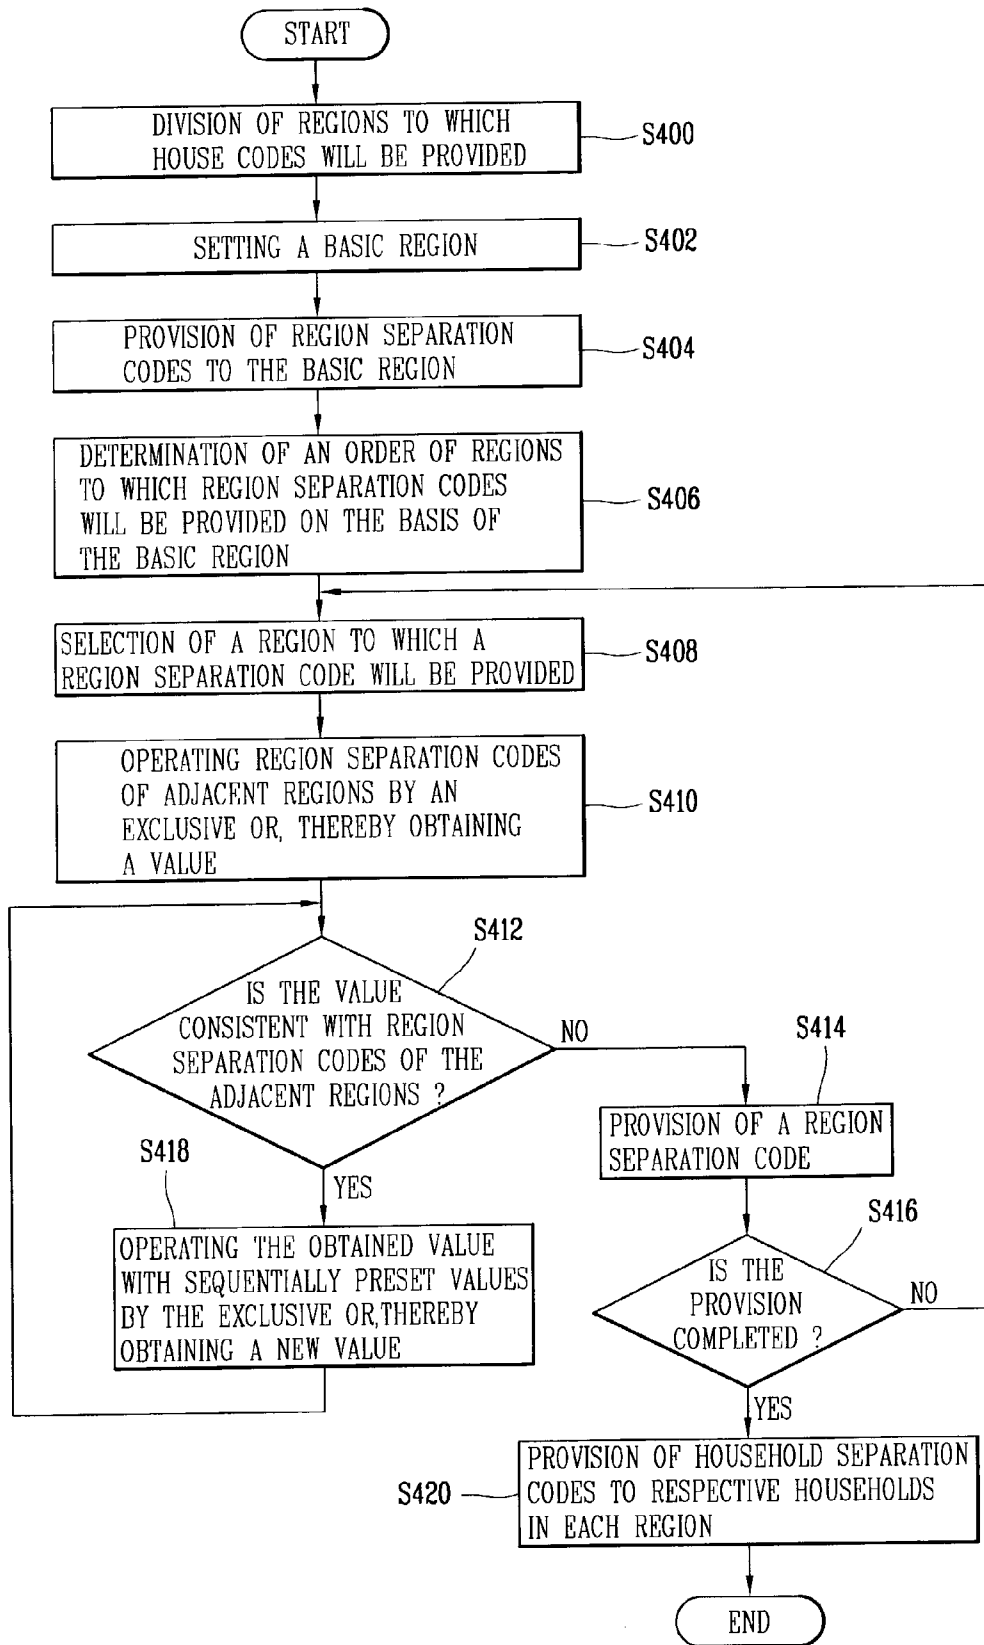 START
DIVISION OF REGIONS TO WHICH
HOUSE CODES WILL BE PROVIDED
S400
SETTING A BASIC REGION
S402
PROVISION OF REGION SEPARATION
CODES TO THE BASIC REGION
S404
DETERMINATION OF AN ORDER OF REGIONS
TO WHICH REGION SEPARATION CODES
WILL BE PROVIDED ON THE BASIS OF
THE BASIC REGION
S406
SELECTION OF A REGION TO WHICH A
REGION SEPARATION CODE WILL BE PROVIDED
S408
OPERATING REGION SEPARATION CODES
OF ADJACENT REGIONS BY AN
EXCLUSIVE OR, THEREBY OBTAINING
A VALUE
S410
S412
IS THE VALUE
CONSISTENT WITH REGION
SEPARATION CODES OF THE
ADJACENT REGIONS ?
NO
YES
S414
PROVISION OF A REGION
SEPARATION CODE
S418
OPERATING THE OBTAINED VALUE
WITH SEQUENTIALLY PRESET VALUES
BY THE EXCLUSIVE OR,THEREBY
OBTAINING A NEW VALUE
S416
IS THE
PROVISION
COMPLETED ?
NO
YES
S420
PROVISION OF HOUSEHOLD SEPARATION
CODES TO RESPECTIVE HOUSEHOLDS
IN EACH REGION
END